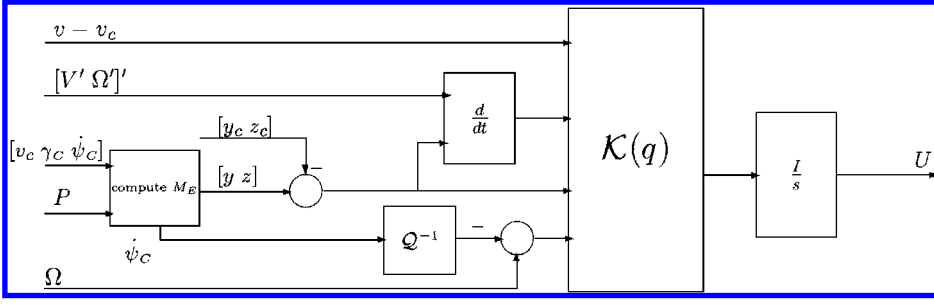 v − v_c
[V′ Ω′]′
[y_c z_c]
d/dt
−
[v_c γ_C ψ̇_C]
compute M_E
[y z]
P
K(q)
I/s
U
ψ̇_C
Q⁻¹
−
Ω